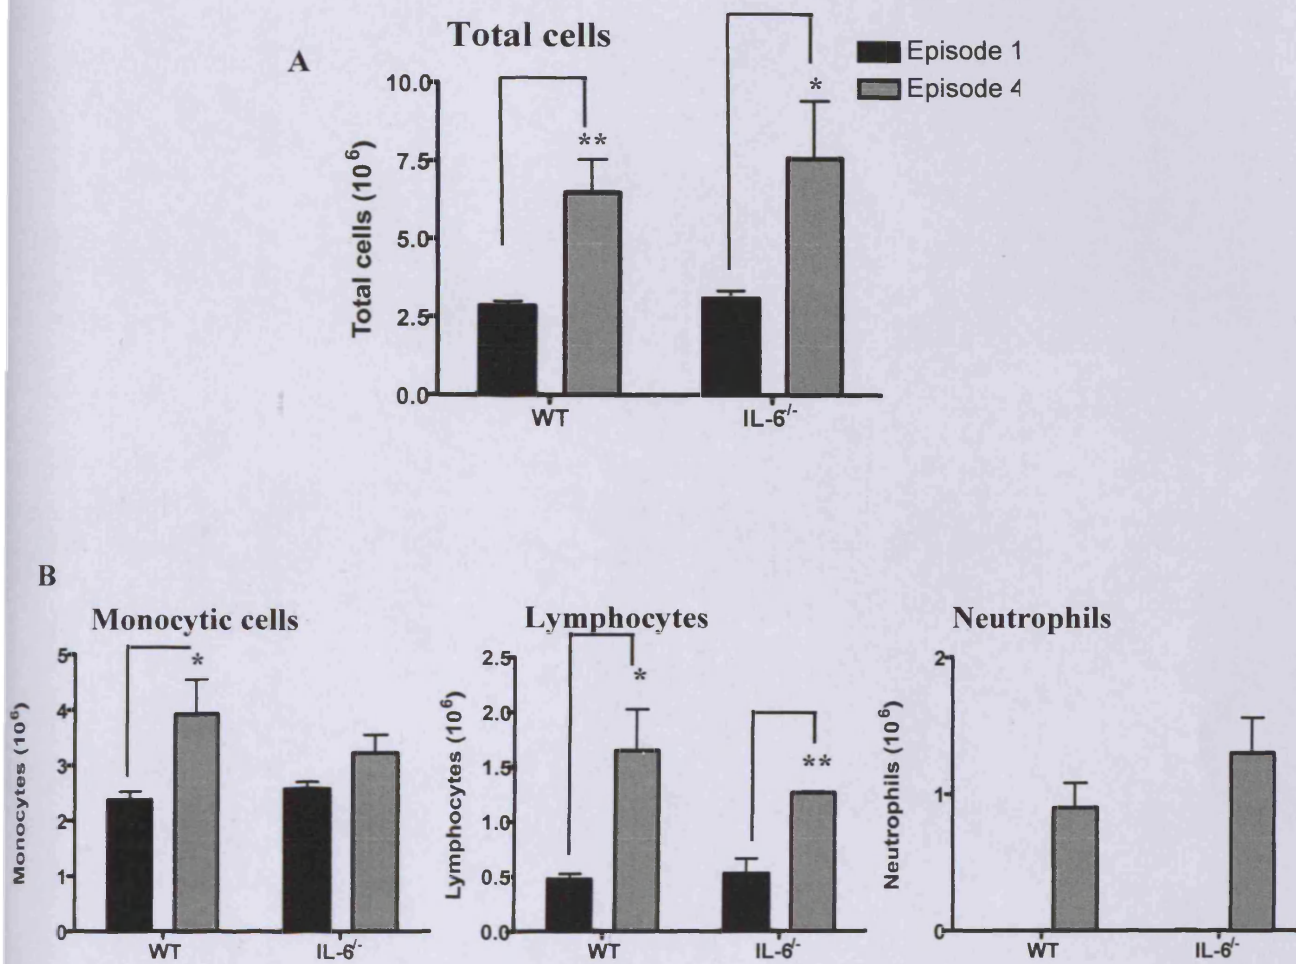 Total cells
A
Episode 1
Episode 4
10.0
7.5
5.0
2.5
0.0
Total cells (10⁶)
**
*
WT
IL-6⁻/⁻
B
Monocytic cells
5
4
3
2
1
0
Monocytes (10⁶)
*
WT
IL-6⁻/⁻
Lymphocytes
2.5
2.0
1.5
1.0
0.5
0.0
Lymphocytes (10⁶)
*
**
WT
IL-6⁻/⁻
Neutrophils
2
1
0
Neutrophils (10⁶)
WT
IL-6⁻/⁻